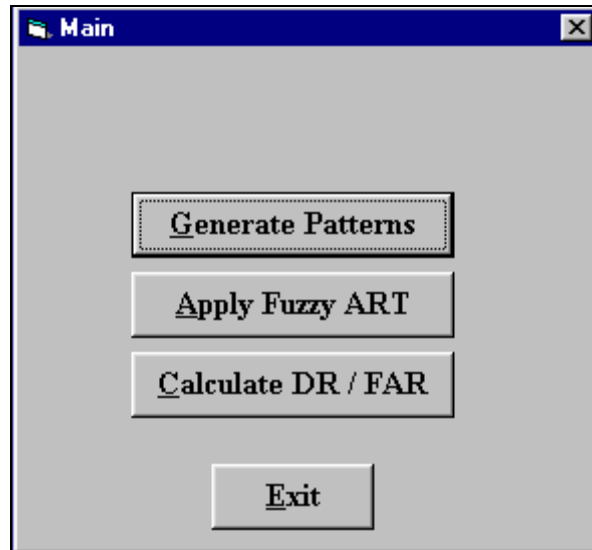 Main
Generate Patterns
Apply Fuzzy ART
Calculate DR / FAR
Exit